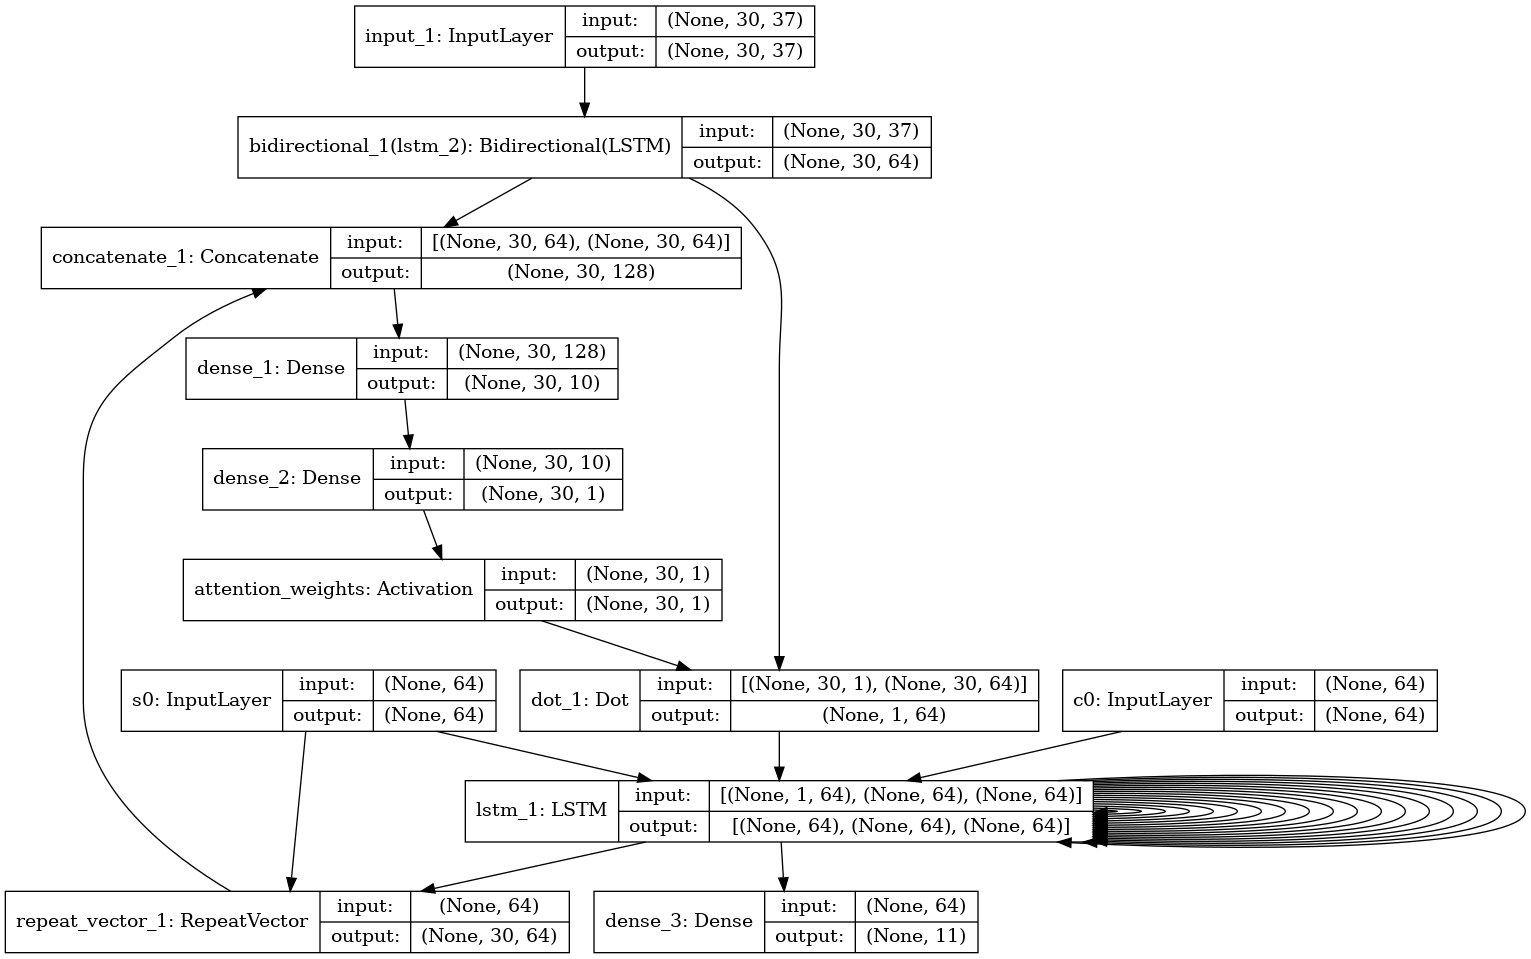 input_1: InputLayer
input: (None, 30, 37)
output: (None, 30, 37)
bidirectional_1(lstm_2): Bidirectional(LSTM)
input: (None, 30, 37)
output: (None, 30, 64)
concatenate_1: Concatenate
input: [(None, 30, 64), (None, 30, 64)]
output: (None, 30, 128)
dense_1: Dense
input: (None, 30, 128)
output: (None, 30, 10)
dense_2: Dense
input: (None, 30, 10)
output: (None, 30, 1)
attention_weights: Activation
input: (None, 30, 1)
output: (None, 30, 1)
s0: InputLayer
input: (None, 64)
output: (None, 64)
dot_1: Dot
input: [(None, 30, 1), (None, 30, 64)]
output: (None, 1, 64)
c0: InputLayer
input: (None, 64)
output: (None, 64)
lstm_1: LSTM
input: [(None, 1, 64), (None, 64), (None, 64)]
output: [(None, 64), (None, 64), (None, 64)]
repeat_vector_1: RepeatVector
input: (None, 64)
output: (None, 30, 64)
dense_3: Dense
input: (None, 64)
output: (None, 11)